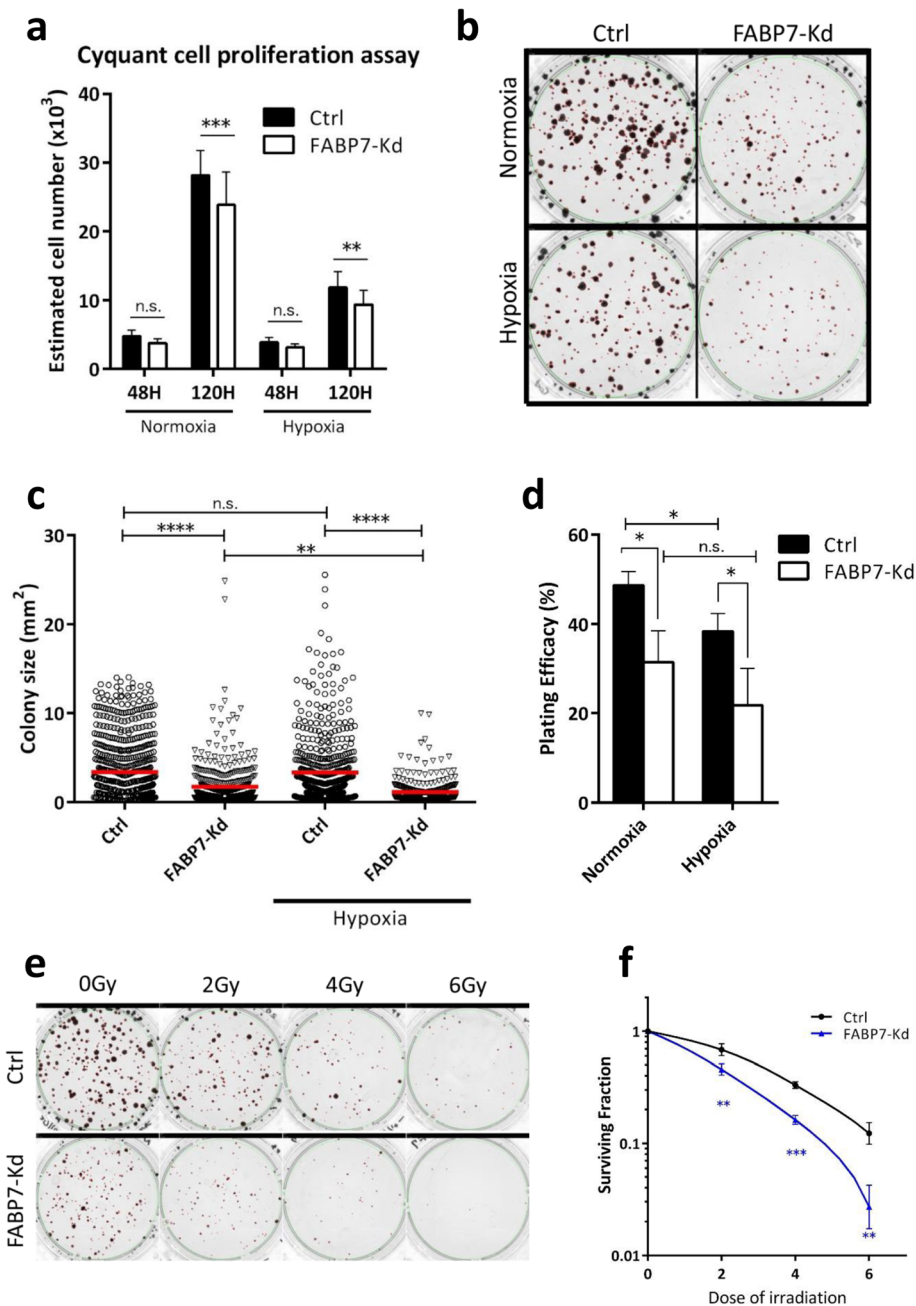 a
Cyquant cell proliferation assay
Estimated cell number (x10³)
40
30
20
10
0
Ctrl
FABP7-Kd
n.s.
***
n.s.
**
48H 120H 48H 120H
Normoxia Hypoxia
b
Ctrl FABP7-Kd
Normoxia
Hypoxia
c
Colony size (mm²)
30
20
10
0
n.s.
**** ****
**
Ctrl FABP7-Kd Ctrl FABP7-Kd
Hypoxia
d
Plating Efficacy (%)
60
40
20
0
*
* n.s.
*
Ctrl
FABP7-Kd
Normoxia Hypoxia
e
0Gy 2Gy 4Gy 6Gy
Ctrl
FABP7-Kd
f
Surviving Fraction
1
0.1
0.01
Ctrl
FABP7-Kd
**
***
**
0 2 4 6
Dose of irradiation